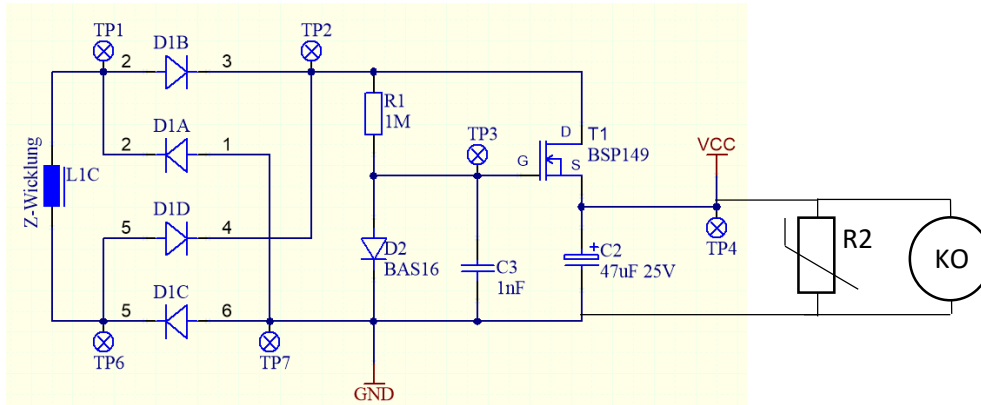 TP1
D1B
TP2
2
3
R1
1M
D1A
2
1
TP3
D
T1
BSP149
G
S
VCC
Z-Wicklung
L1C
D1D
5
4
D2
BAS16
C3
1nF
+
C2
47uF 25V
TP4
R2
KO
D1C
5
6
TP6
TP7
GND